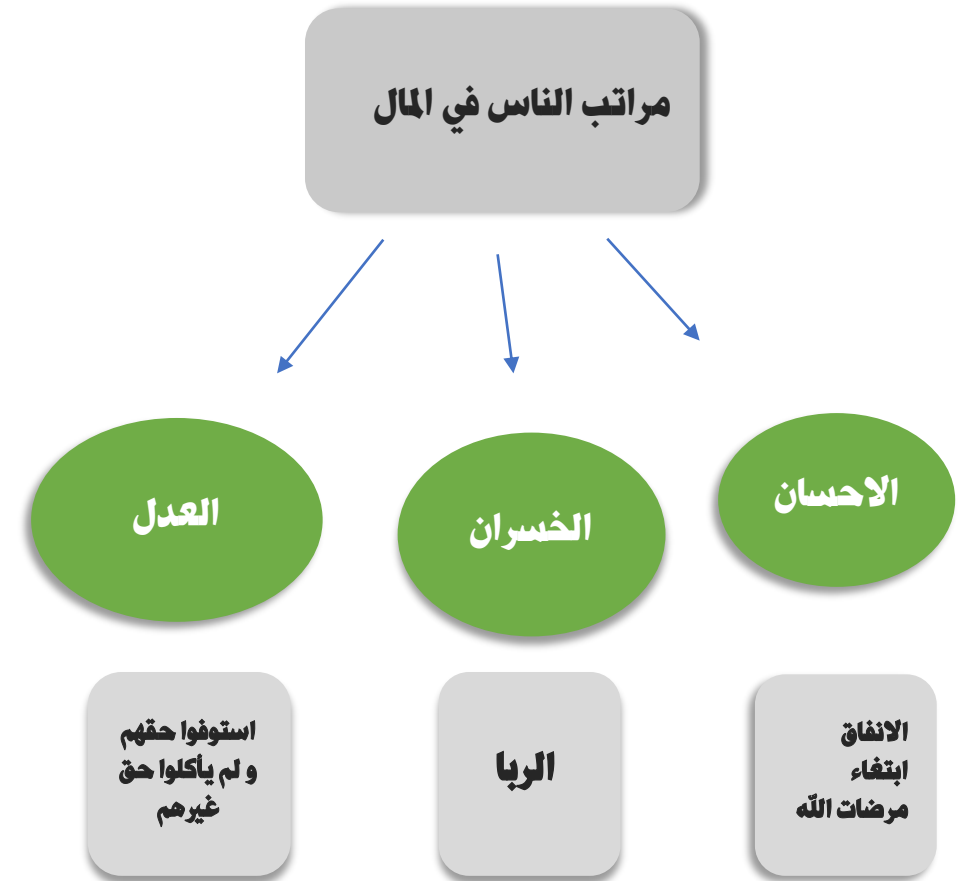 مراتب الناس في المال
الاحسان
الخسران
العدل
الانفاق
ابتغاء
مرضات الله
الربا
استوفوا حقهم
و لم يأكلوا حق
غيرهم